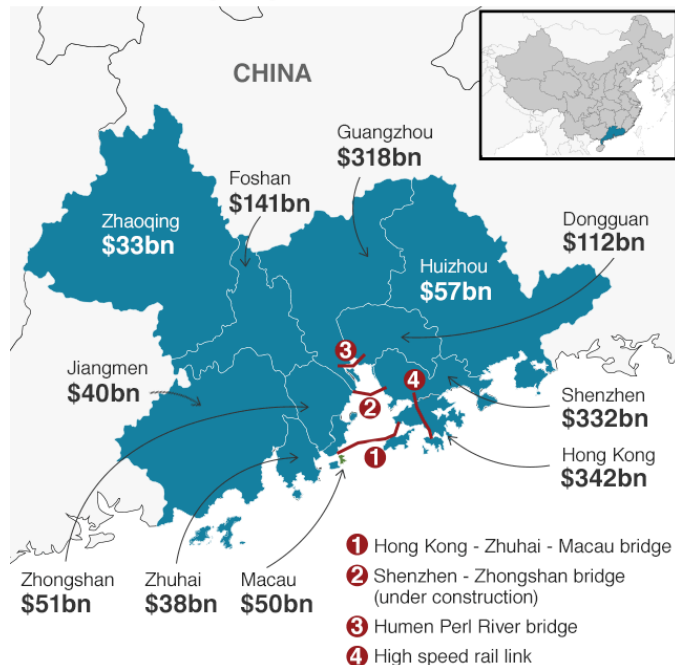 CHINA
Guangzhou
$318bn
Foshan
$141bn
Dongguan
$112bn
Zhaoqing
$33bn
Huizhou
$57bn
3
Jiangmen
$40bn
4
2
Shenzhen
$332bn
1
Hong Kong
$342bn
Zhongshan
$51bn
Zhuhai
$38bn
Macau
$50bn
1 Hong Kong - Zhuhai - Macau bridge
2 Shenzhen - Zhongshan bridge
(under construction)
3 Humen Perl River bridge
4 High speed rail link